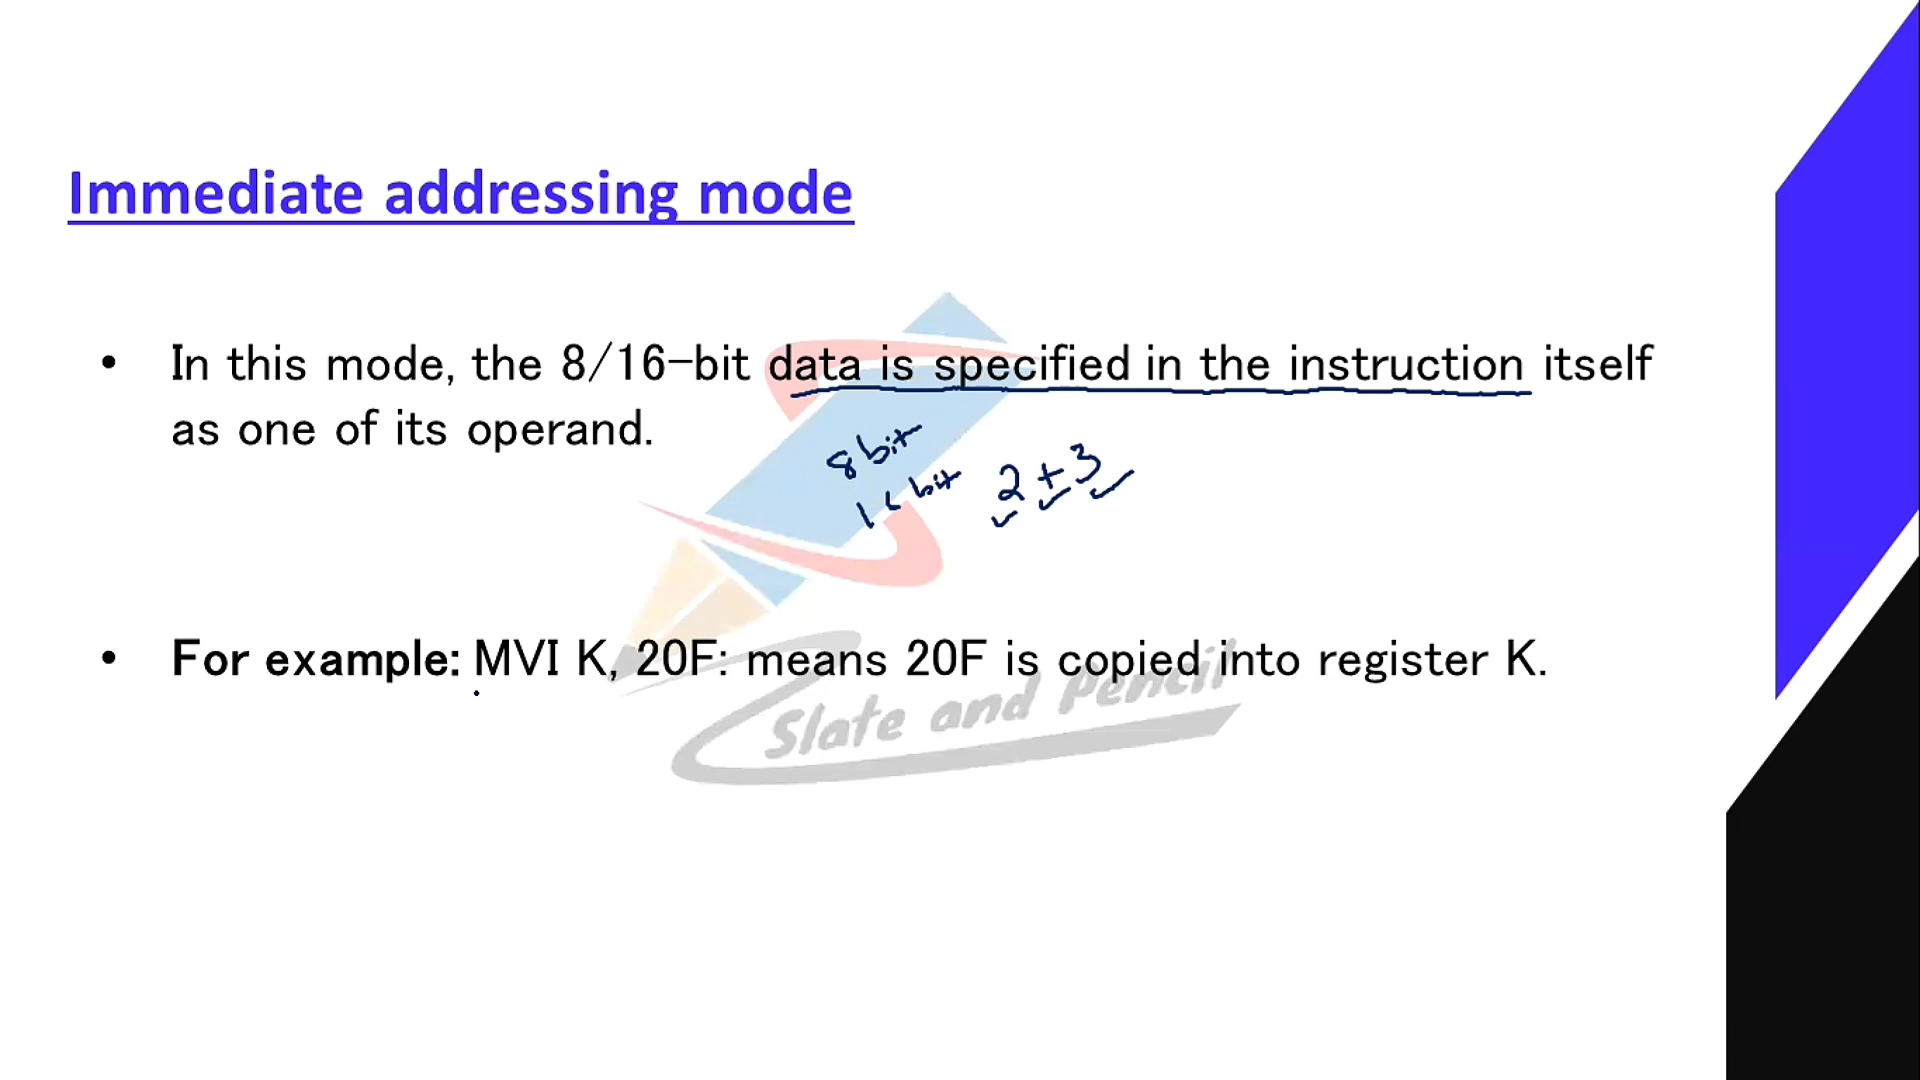 Immediate addressing mode
• In this mode, the 8/16-bit data is specified in the instruction itself
as one of its operand.
8 bit
16 bit
2 + 3
• For example: MVI K, 20F: means 20F is copied into register K.
Slate and Pencil